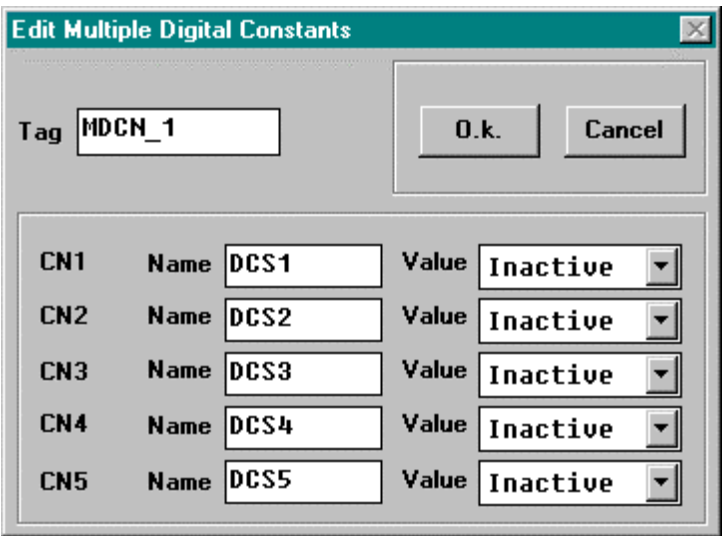 Edit Multiple Digital Constants
Tag MDCN_1 O.k. Cancel
CN1 Name DCS1 Value Inactive
CN2 Name DCS2 Value Inactive
CN3 Name DCS3 Value Inactive
CN4 Name DCS4 Value Inactive
CN5 Name DCS5 Value Inactive